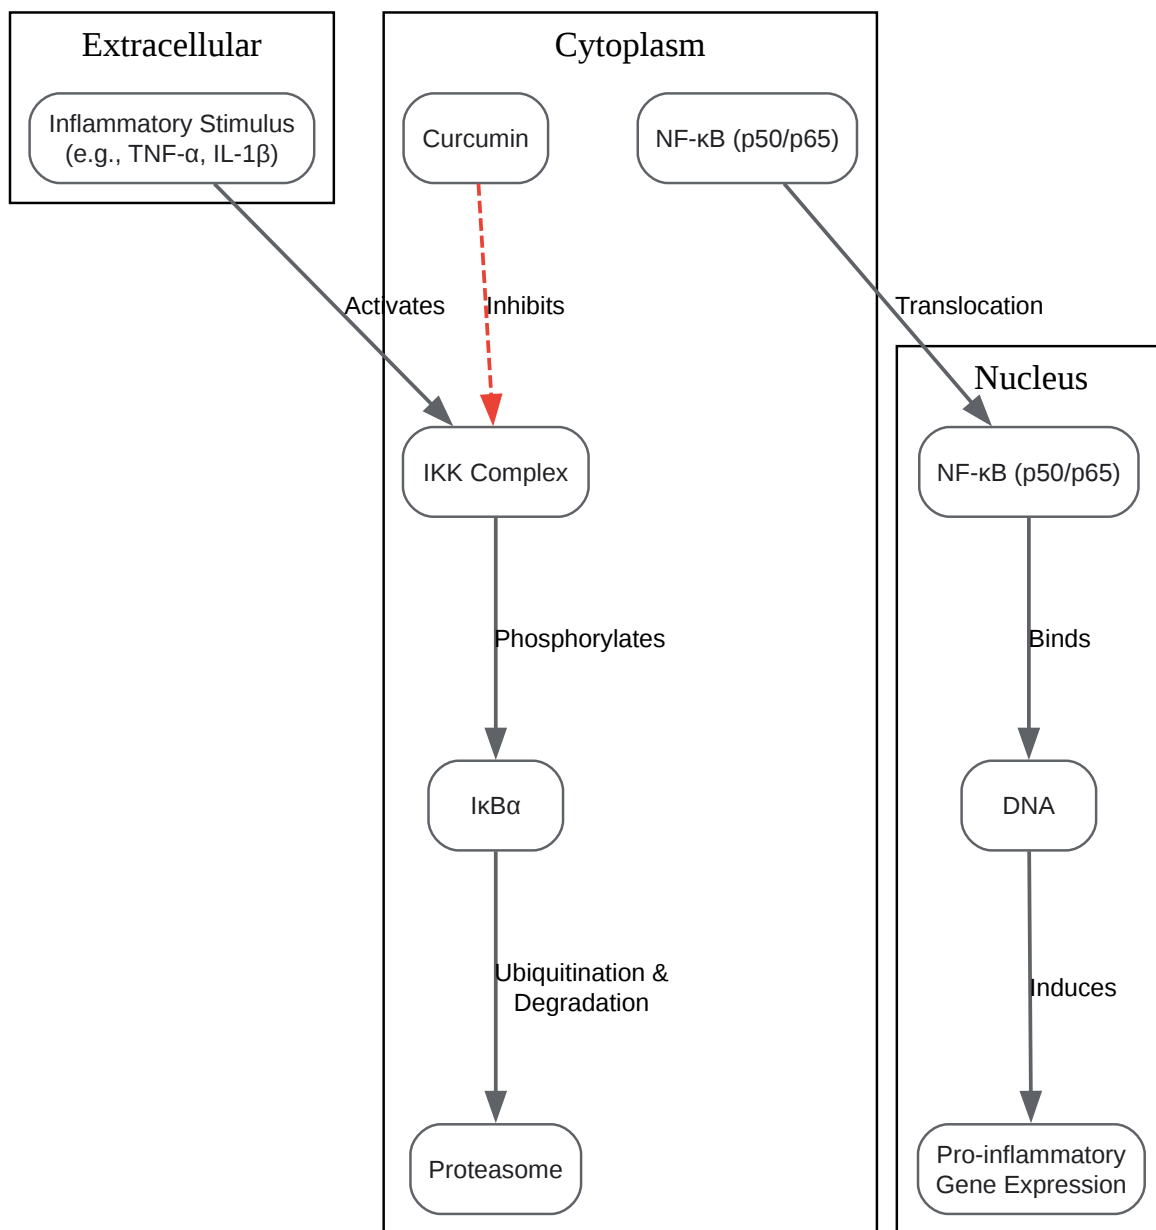 Extracellular
Inflammatory Stimulus
(e.g., TNF-α, IL-1β)
Cytoplasm
Curcumin
NF-κB (p50/p65)
Activates
Inhibits
Translocation
Nucleus
IKK Complex
NF-κB (p50/p65)
Phosphorylates
Binds
IκBα
DNA
Ubiquitination &
Degradation
Induces
Proteasome
Pro-inflammatory
Gene Expression